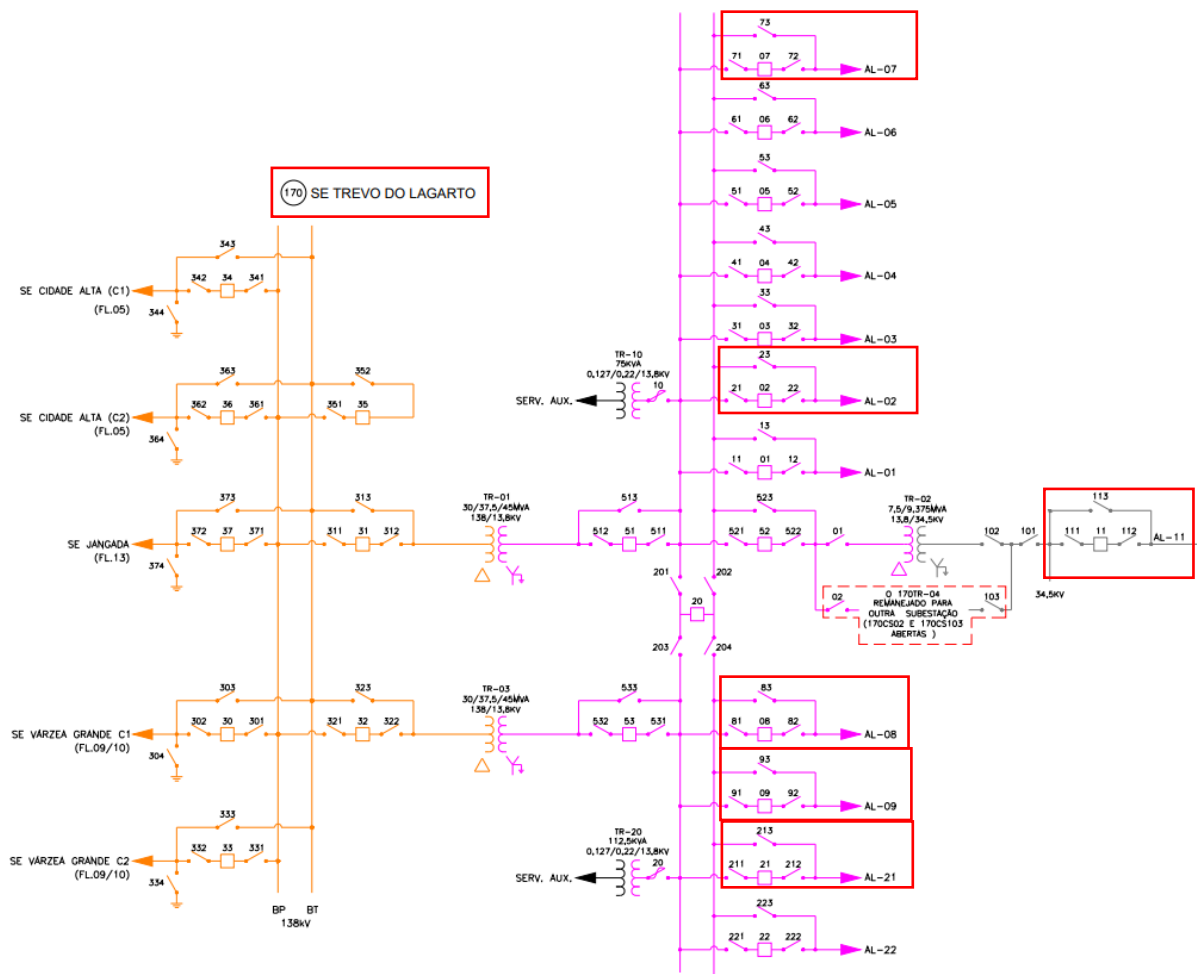 73
71 07 72
AL-07
63
61 06 62
AL-06
170 SE TREVO DO LAGARTO
53
51 05 52
AL-05
343
342 34 341
SE CIDADE ALTA (C1)
(FL.05)
344
43
41 04 42
AL-04
33
31 03 32
AL-03
TR-10
75KVA
0,127/0,22/13,8KV
10
SERV. AUX.
23
21 02 22
AL-02
363 352
362 36 361 351 35
SE CIDADE ALTA (C2)
(FL.05)
364
13
11 01 12
AL-01
373 313
372 37 371 311 31 312
SE JANGADA
(FL.13)
374
TR-01
30/37,5/45MVA
138/13,8KV
513
512 51 511
523
521 52 522
01
TR-02
7,5/9,375MVA
13,8/34,5KV
102 101
113
111 11 112
AL-11
34,5KV
201 202
20
203 204
02
O 170TR-04
REMANEJADO PARA
OUTRA SUBESTAÇÃO
(170CS02 E 170CS103
ABERTAS )
103
303 323
302 30 301 321 32 322
SE VÁRZEA GRANDE C1
(FL.09/10)
304
TR-03
30/37,5/45MVA
138/13,8KV
533
532 53 531
83
81 08 82
AL-08
93
91 09 92
AL-09
333
332 33 331
SE VÁRZEA GRANDE C2
(FL.09/10)
334
TR-20
112,5KVA
0,127/0,22/13,8KV
20
SERV. AUX.
213
211 21 212
AL-21
BP BT
138kV
223
221 22 222
AL-22